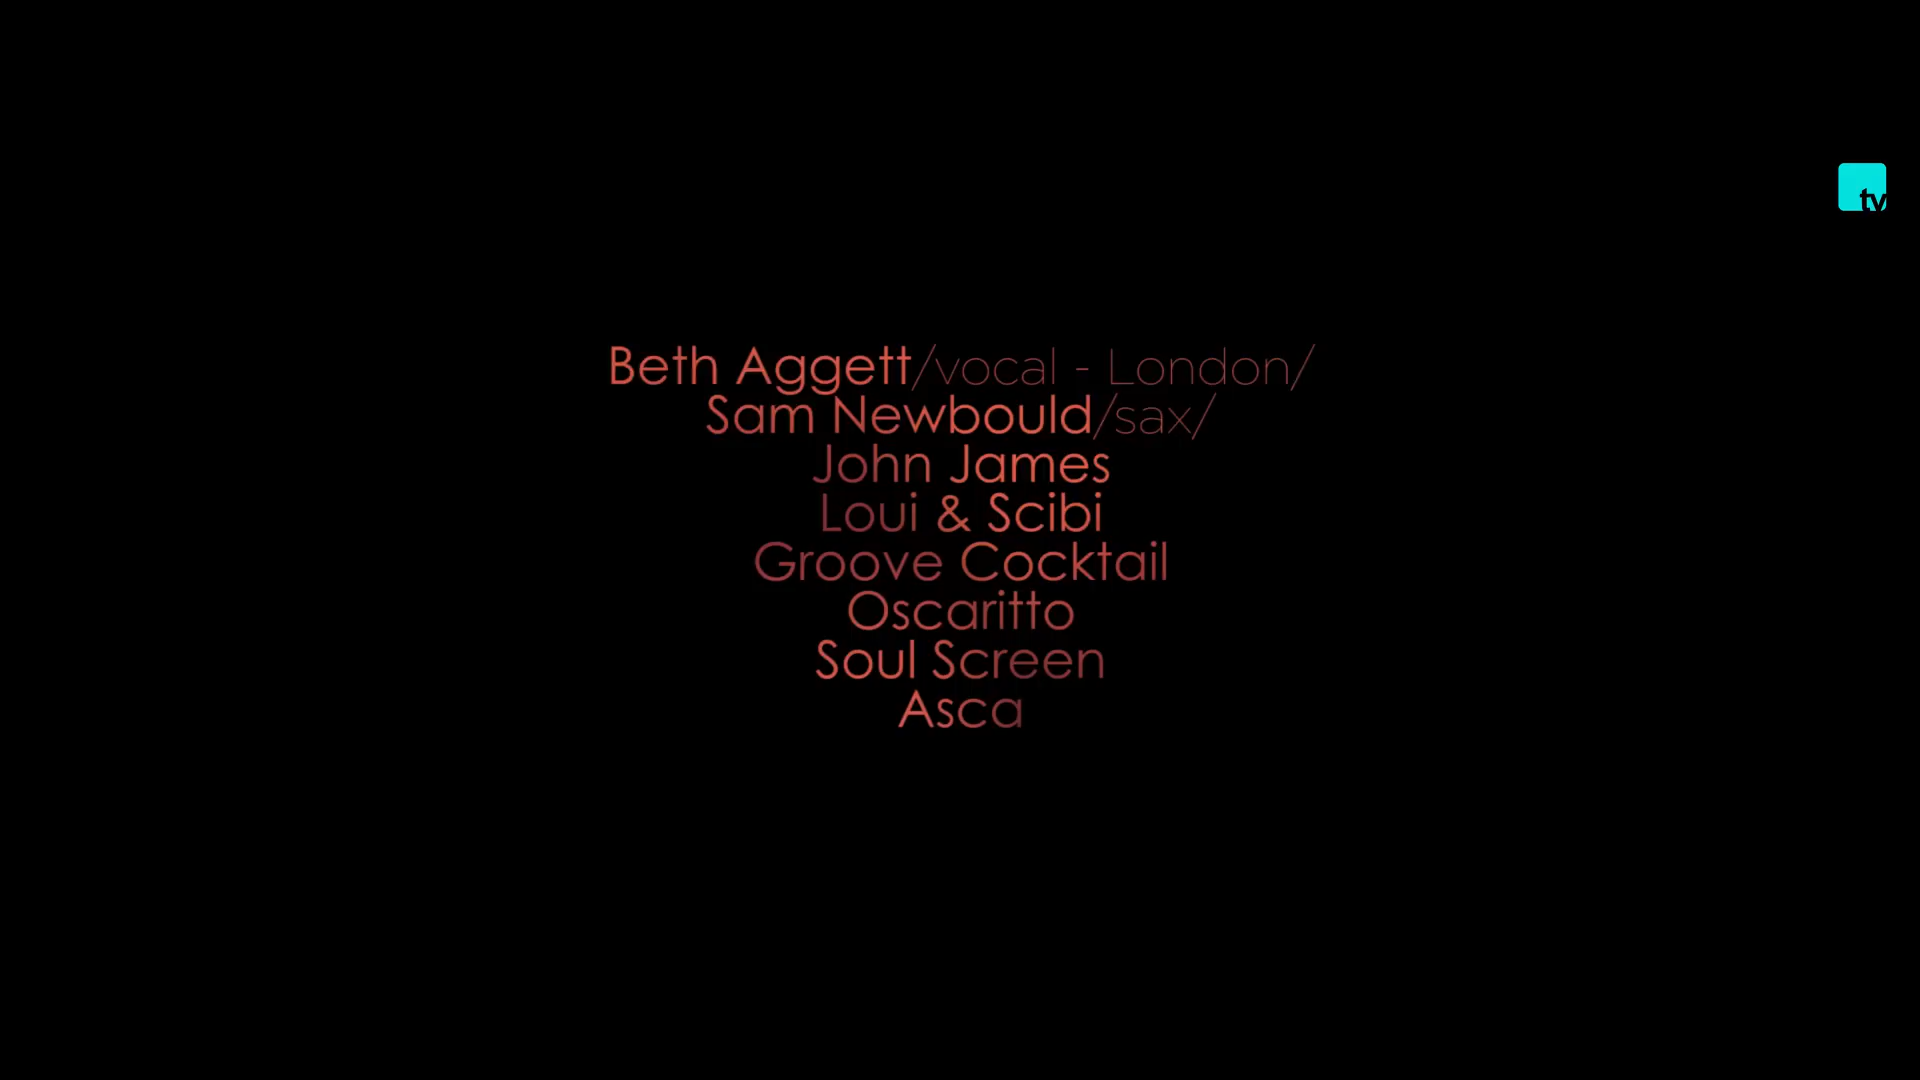 tv
Beth Aggett/vocal - London/
Sam Newbould/sax/
John James
Loui & Scibi
Groove Cocktail
Oscaritto
Soul Screen
Asca